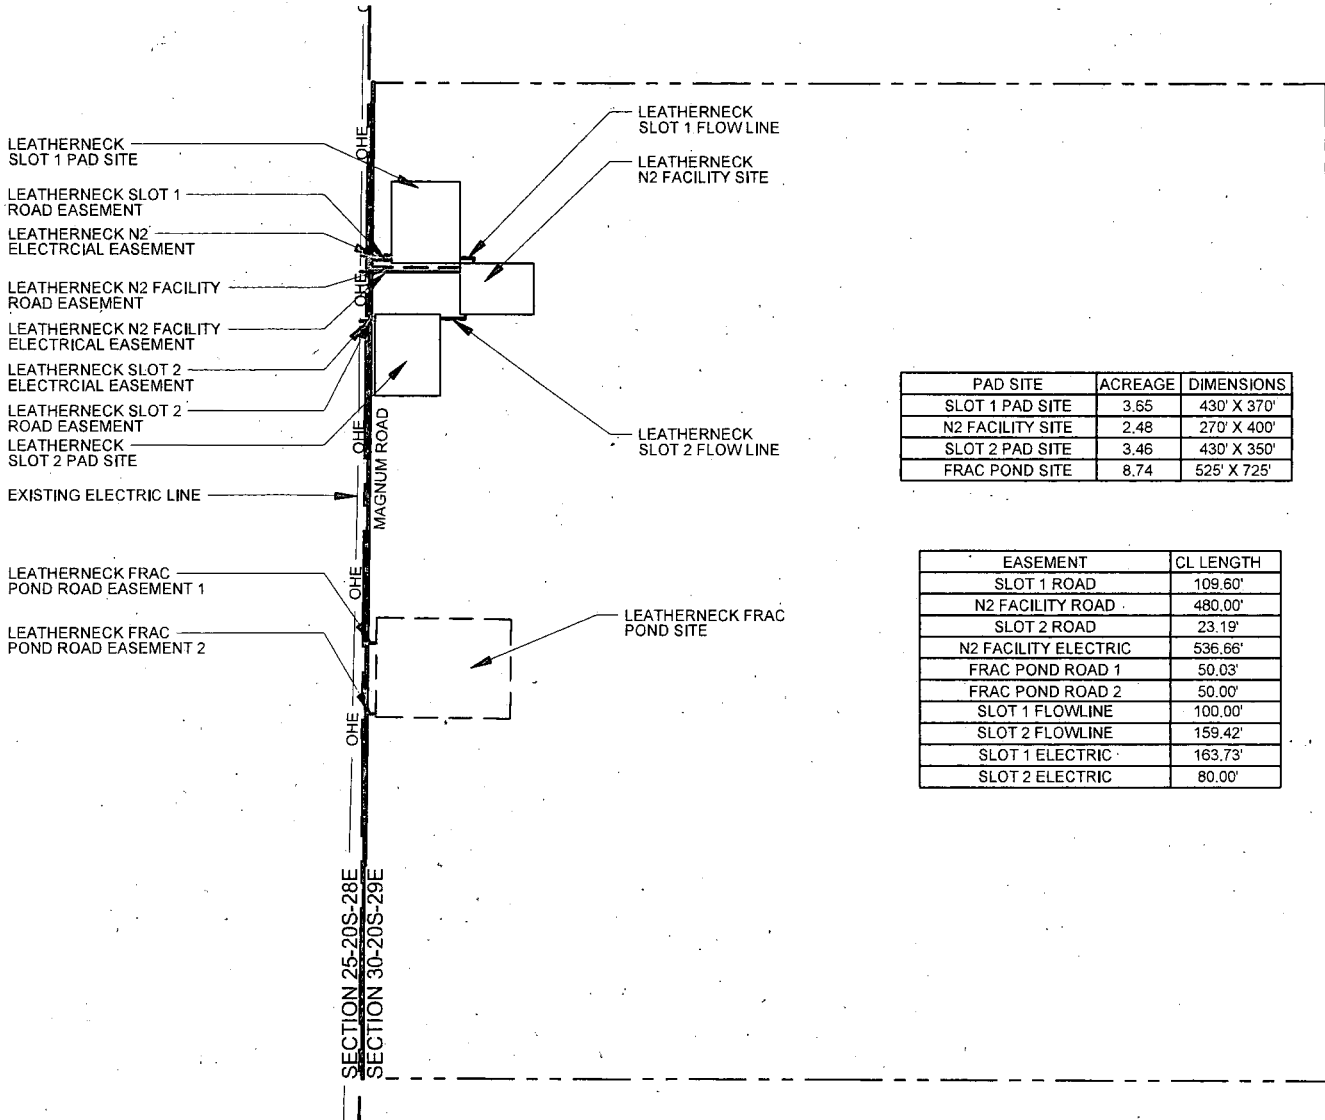 LEATHERNECK
SLOT 1 PAD SITE
LEATHERNECK SLOT 1
ROAD EASEMENT
LEATHERNECK N2
ELECTRCIAL EASEMENT
LEATHERNECK N2 FACILITY
ROAD EASEMENT
LEATHERNECK N2 FACILITY
ELECTRICAL EASEMENT
LEATHERNECK SLOT 2
ELECTRCIAL EASEMENT
LEATHERNECK SLOT 2
ROAD EASEMENT
LEATHERNECK
SLOT 2 PAD SITE
EXISTING ELECTRIC LINE
LEATHERNECK FRAC
POND ROAD EASEMENT 1
LEATHERNECK FRAC
POND ROAD EASEMENT 2
OHE
OHE
OHE
OHE
OHE
MAGNUM ROAD
SECTION 25-20S-28E
SECTION 30-20S-29E
LEATHERNECK
SLOT 1 FLOW LINE
LEATHERNECK
N2 FACILITY SITE
LEATHERNECK
SLOT 2 FLOW LINE
LEATHERNECK FRAC
POND SITE
PAD SITE ACREAGE DIMENSIONS
SLOT 1 PAD SITE 3.65 430' X 370'
N2 FACILITY SITE 2.48 270' X 400'
SLOT 2 PAD SITE 3.46 430' X 350'
FRAC POND SITE 8.74 525' X 725'
EASEMENT CL LENGTH
SLOT 1 ROAD 109.60'
N2 FACILITY ROAD 480.00'
SLOT 2 ROAD 23.19'
N2 FACILITY ELECTRIC 536.66'
FRAC POND ROAD 1 50.03'
FRAC POND ROAD 2 50.00'
SLOT 1 FLOWLINE 100.00'
SLOT 2 FLOWLINE 159.42'
SLOT 1 ELECTRIC 163.73'
SLOT 2 ELECTRIC 80.00'